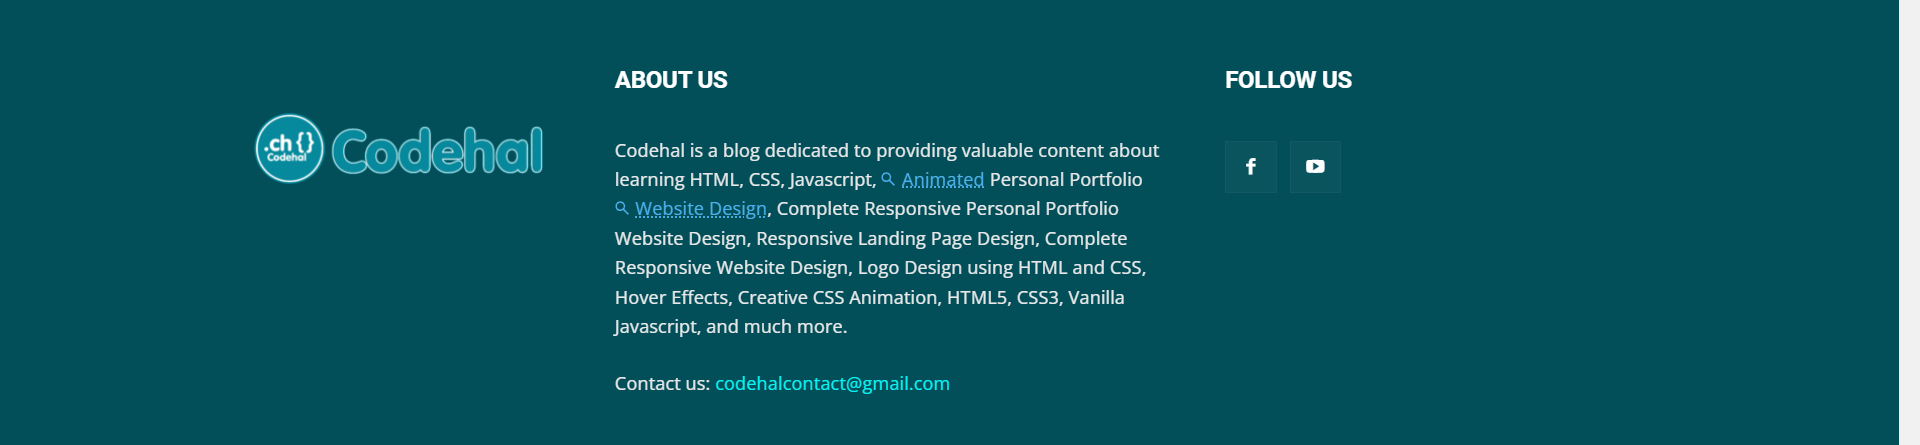 .ch{}
Codehal
Codehal
ABOUT US
Codehal is a blog dedicated to providing valuable content about
learning HTML, CSS, Javascript, Animated Personal Portfolio
Website Design, Complete Responsive Personal Portfolio
Website Design, Responsive Landing Page Design, Complete
Responsive Website Design, Logo Design using HTML and CSS,
Hover Effects, Creative CSS Animation, HTML5, CSS3, Vanilla
Javascript, and much more.
Contact us: codehalcontact@gmail.com
FOLLOW US